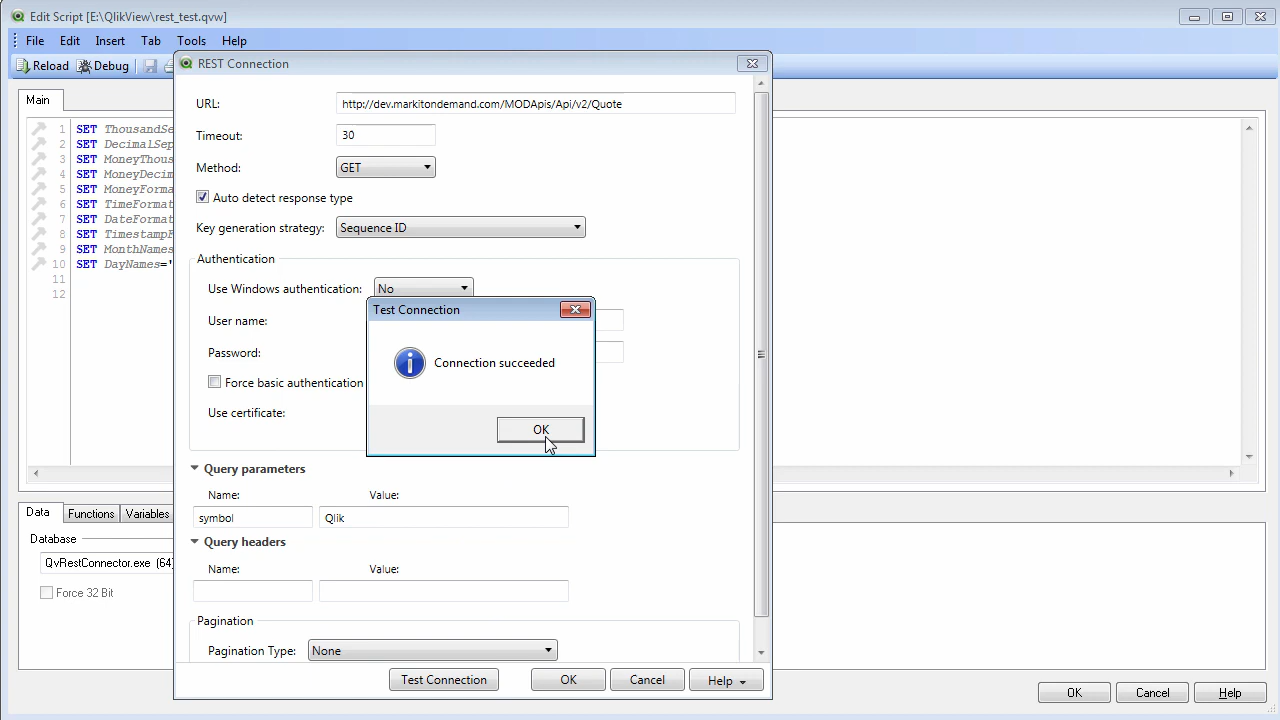 Edit Script [E:\QlikView\rest_test.qvw]
File Edit Insert Tab Tools Help
Reload Debug
REST Connection
Main
URL: http://dev.markitondemand.com/MODApis/Api/v2/Quote
Timeout: 30
Method: GET
Auto detect response type
Key generation strategy: Sequence ID
1 SET ThousandSe
2 SET DecimalSep
3 SET MoneyThous
4 SET MoneyDeci
5 SET MoneyForma
6 SET TimeFormat
7 SET DateFormat
8 SET TimestampF
9 SET MonthNames
10 SET DayNames='
11
12
Authentication
Use Windows authentication: No
User name:
Password:
Force basic authentication
Use certificate:
Test Connection
Connection succeeded
OK
Query parameters
Name: Value:
symbol Qlik
Query headers
Name: Value:
Pagination
Pagination Type: None
Test Connection OK Cancel Help
Data Functions Variables
Database
QvRestConnector.exe (64)
Force 32 Bit
OK Cancel Help